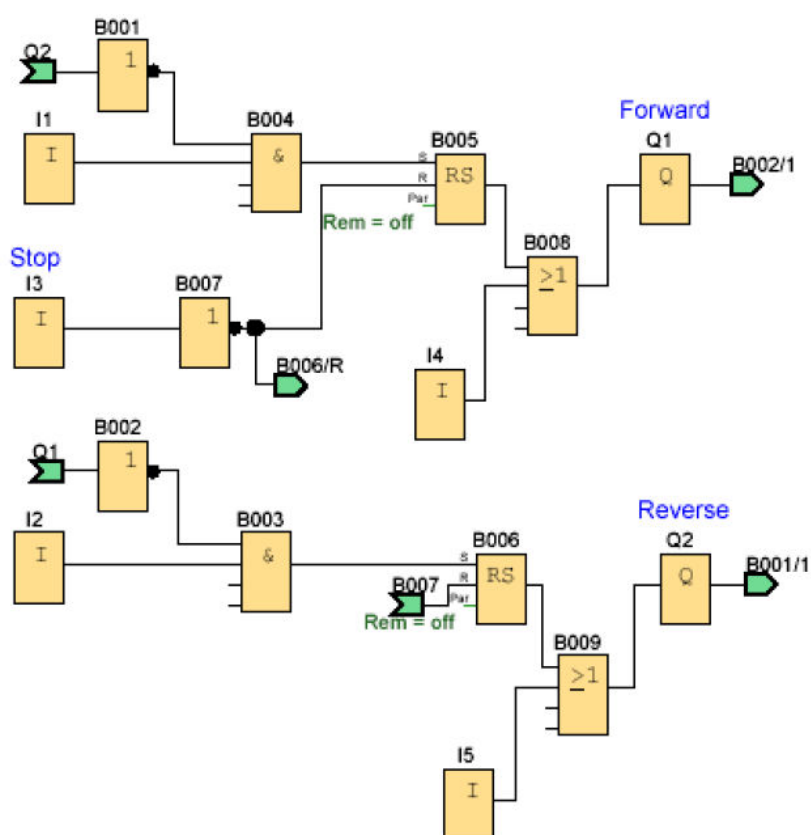 B001
Q2
1
I1
I
B004
&
B005
S
R
Par
RS
Rem = off
Forward
Q1
Q
B002/1
B008
>1
Stop
I3
I
B007
1
B006/R
I4
I
B002
Q1
1
I2
I
B003
&
B006
S
R
Par
RS
B007
Rem = off
Reverse
Q2
Q
B001/1
B009
>1
I5
I